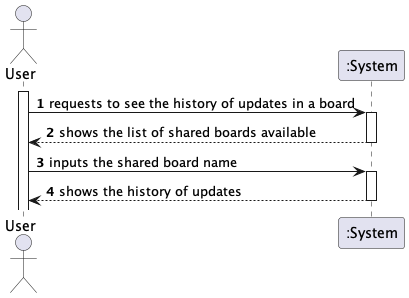 User
:System
1 requests to see the history of updates in a board
2 shows the list of shared boards available
3 inputs the shared board name
4 shows the history of updates
User
:System